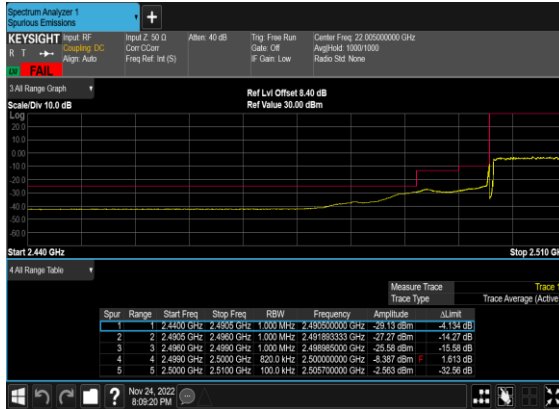 Spectrum Analyzer 1
Spurious Emissions
+
KEYSIGHT
R T
LV
FAIL
Input: RF
Coupling: DC
Align: Auto
Input Z: 50 Ω
Corr CCorr
Freq Ref: Int (S)
Atten: 40 dB
Trig: Free Run
Gate: Off
IF Gain: Low
Center Freq: 22.005000000 GHz
Avg|Hold: 1000/1000
Radio Std: None
3 All Range Graph
Scale/Div 10.0 dB
Ref Lvl Offset 8.40 dB
Ref Value 30.00 dBm
Log
20.0
10.0
0.00
-10.0
-20.0
-30.0
-40.0
-50.0
-60.0
Start 2.440 GHz
Stop 2.510 GH
4 All Range Table
Measure Trace Trace 1
Trace Type Trace Average (Active
Spur Range Start Freq Stop Freq RBW Frequency Amplitude ΔLimit
1 1 2.4400 GHz 2.4905 GHz 1.000 MHz 2.490500000 GHz -29.13 dBm -4.134 dB
2 2 2.4905 GHz 2.4960 GHz 1.000 MHz 2.491893333 GHz -27.27 dBm -14.27 dB
3 3 2.4960 GHz 2.4990 GHz 1.000 MHz 2.498985000 GHz -25.58 dBm -15.58 dB
4 4 2.4990 GHz 2.5000 GHz 820.0 kHz 2.500000000 GHz -8.387 dBm F 1.613 dB
5 5 2.5000 GHz 2.5100 GHz 100.0 kHz 2.505700000 GHz -2.563 dBm -32.56 dB
?
Nov 24, 2022
8:09:20 PM